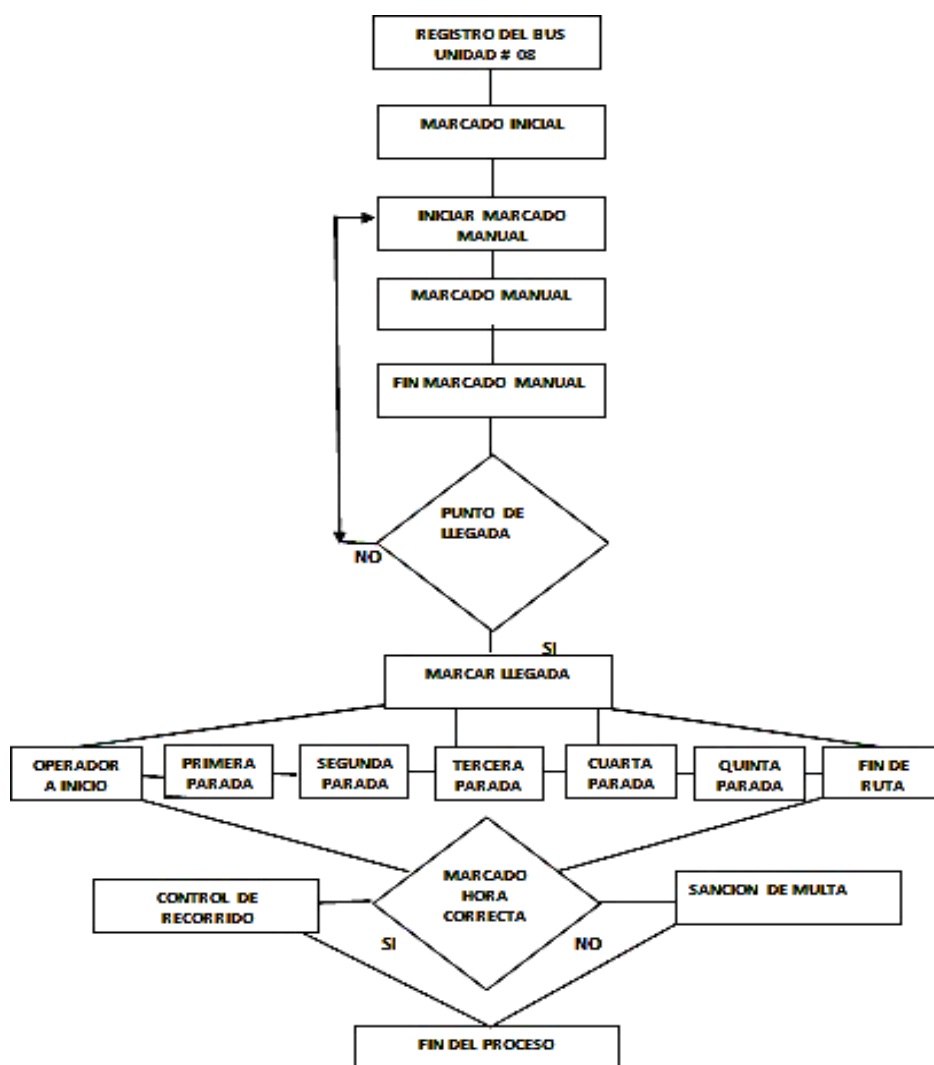 REGISTRO DEL BUS
UNIDAD # 08
MARCADO INICIAL
INICIAR MARCADO
MANUAL
MARCADO MANUAL
FIN MARCADO MANUAL
PUNTO DE
LLEGADA
NO
SI
MARCAR LLEGADA
OPERADOR
A INICIO
PRIMERA
PARADA
SEGUNDA
PARADA
TERCERA
PARADA
CUARTA
PARADA
QUINTA
PARADA
FIN DE
RUTA
MARCADO
HORA
CORRECTA
CONTROL DE
RECORRIDO
SANCION DE MULTA
SI
NO
FIN DEL PROCESO